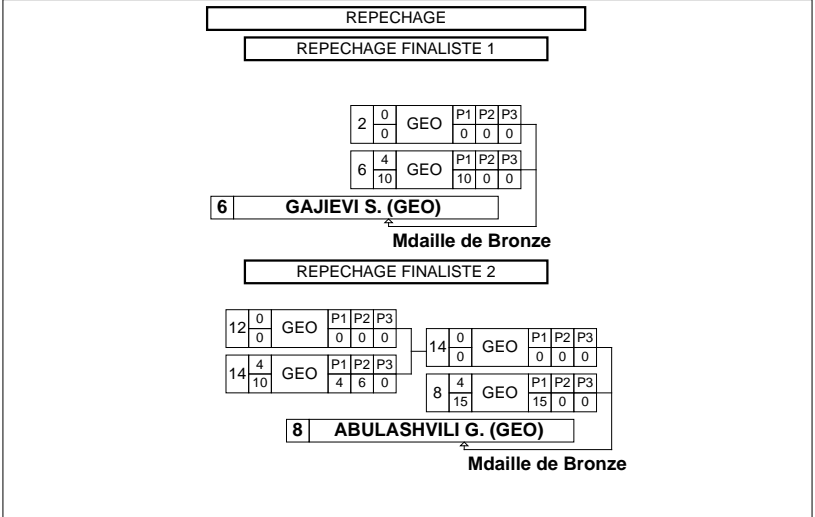 REPECHAGE
REPECHAGE FINALISTE 1
2 0 GEO P1 P2 P3
0 0 0 0
6 4 GEO P1 P2 P3
10 10 0 0
6 GAJIEVI S. (GEO)
Mdaille de Bronze
REPECHAGE FINALISTE 2
12 0 GEO P1 P2 P3
0 0 0 0
14 0 GEO P1 P2 P3
0 0 0 0
14 4 GEO P1 P2 P3
10 4 6 0
8 4 GEO P1 P2 P3
15 15 0 0
8 ABULASHVILI G. (GEO)
Mdaille de Bronze